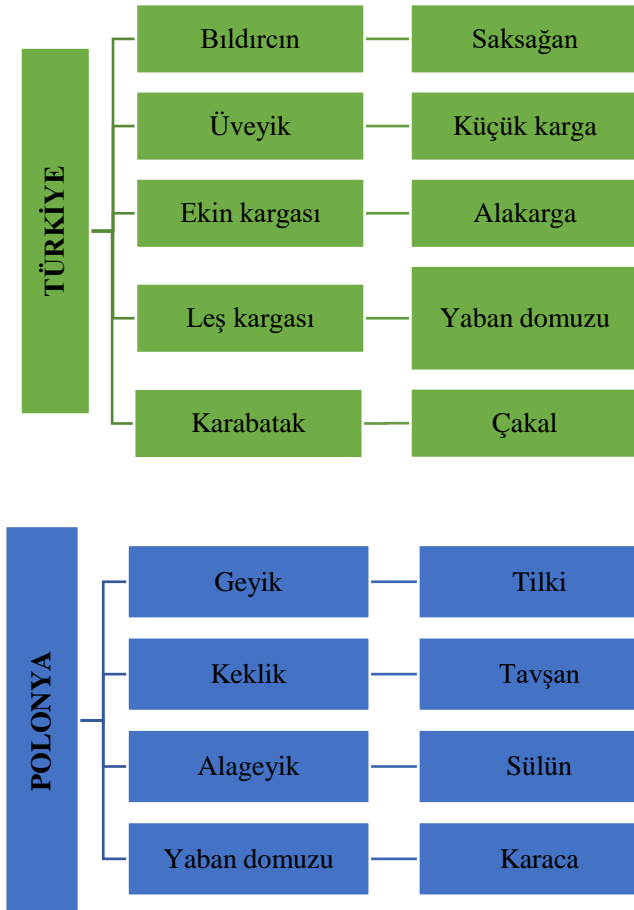 TÜRKİYE
Bıldırcın
Saksağan
Üveyik
Küçük karga
Ekin kargası
Alakarga
Leş kargası
Yaban domuzu
Karabatak
Çakal
POLONYA
Geyik
Tilki
Keklik
Tavşan
Alageyik
Sülün
Yaban domuzu
Karaca